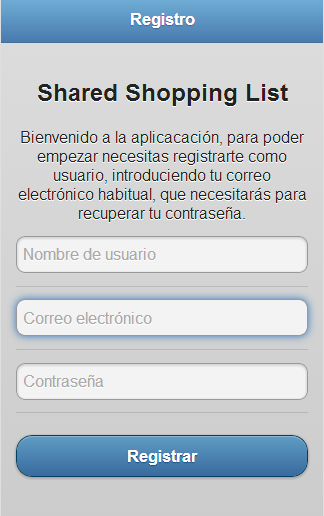 Registro
Shared Shopping List
Bienvenido a la aplicacación, para poder
empezar necesitas registrarte como
usuario, introduciendo tu correo
electrónico habitual, que necesitarás para
recuperar tu contraseña.
Nombre de usuario
Correo electrónico
Contraseña
Registrar